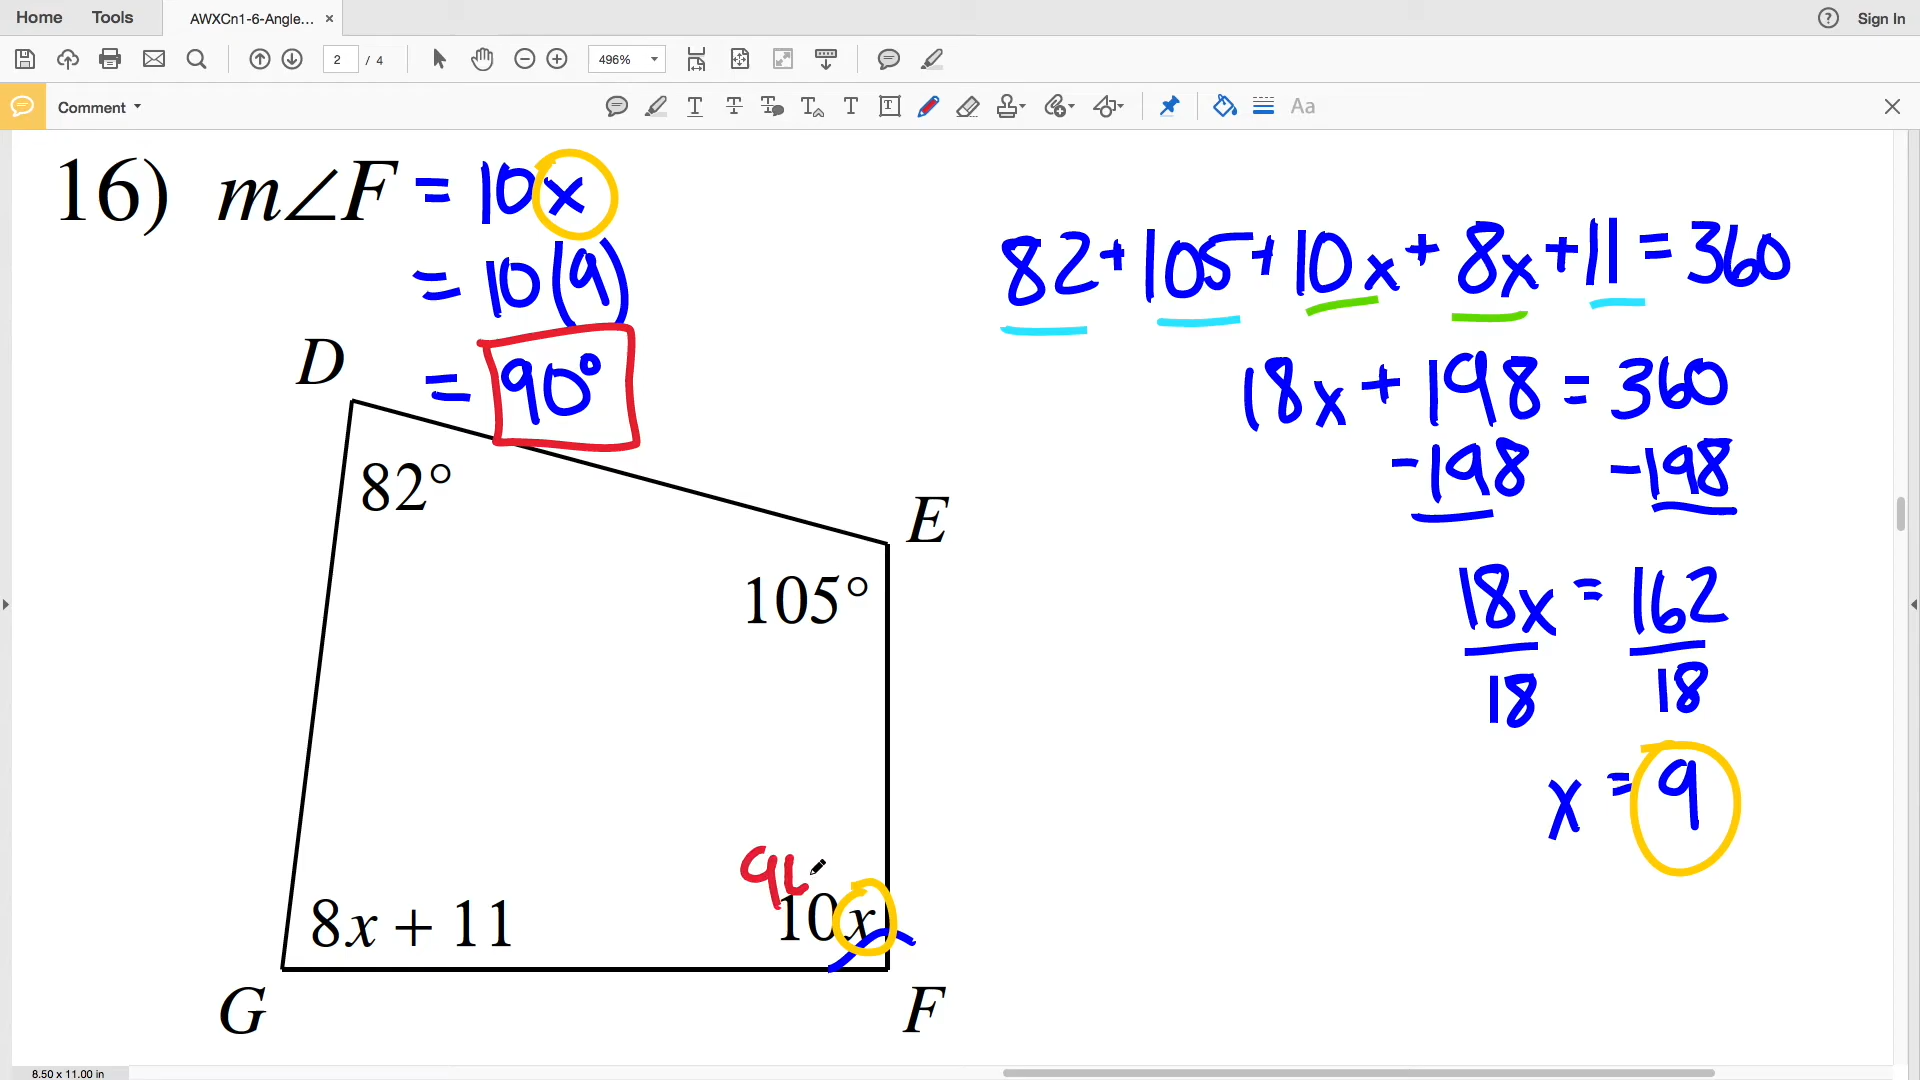 Home Tools AWXCn1-6-Angle... × ? Sign In
2 / 4 496%
Comment T T T T T T Aa
16) m∠F = 10x
= 10(9)
= 90°
82 + 105 + 10x + 8x + 11 = 360
18x + 198 = 360
-198 -198
18x = 162
18 18
x = 9
D
82°
E
105°
9
8x + 11 10x
G F
8.50 x 11.00 in